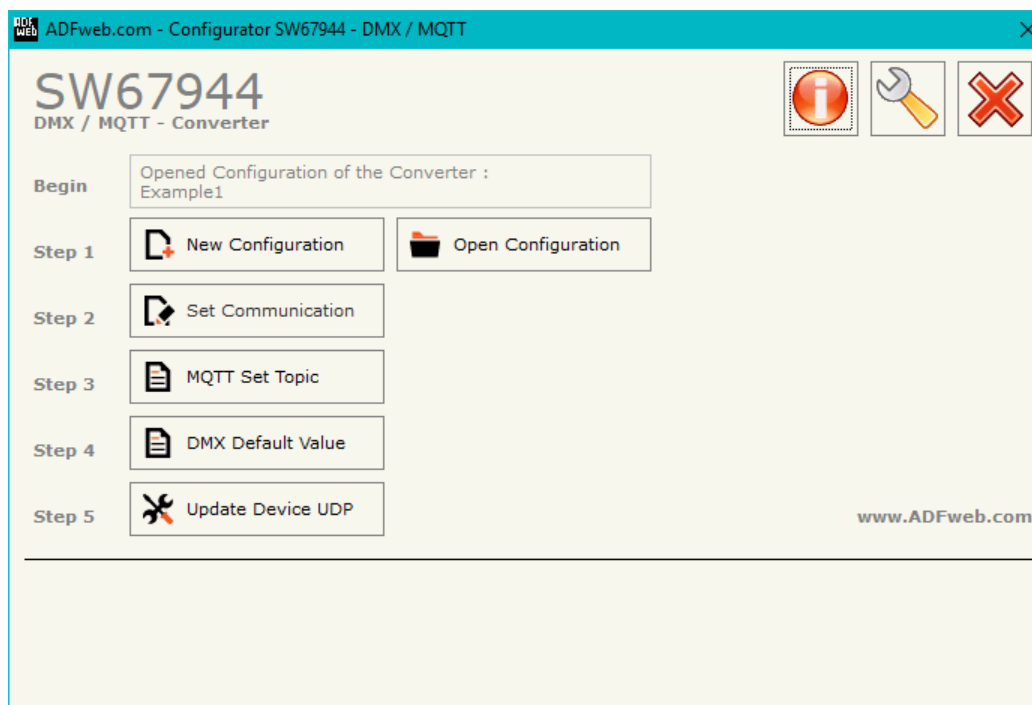 ADF
WEB
ADFweb.com - Configurator SW67944 - DMX / MQTT
SW67944
DMX / MQTT - Converter
Begin
Opened Configuration of the Converter :
Example1
Step 1
New Configuration
Open Configuration
Step 2
Set Communication
Step 3
MQTT Set Topic
Step 4
DMX Default Value
Step 5
Update Device UDP
www.ADFweb.com